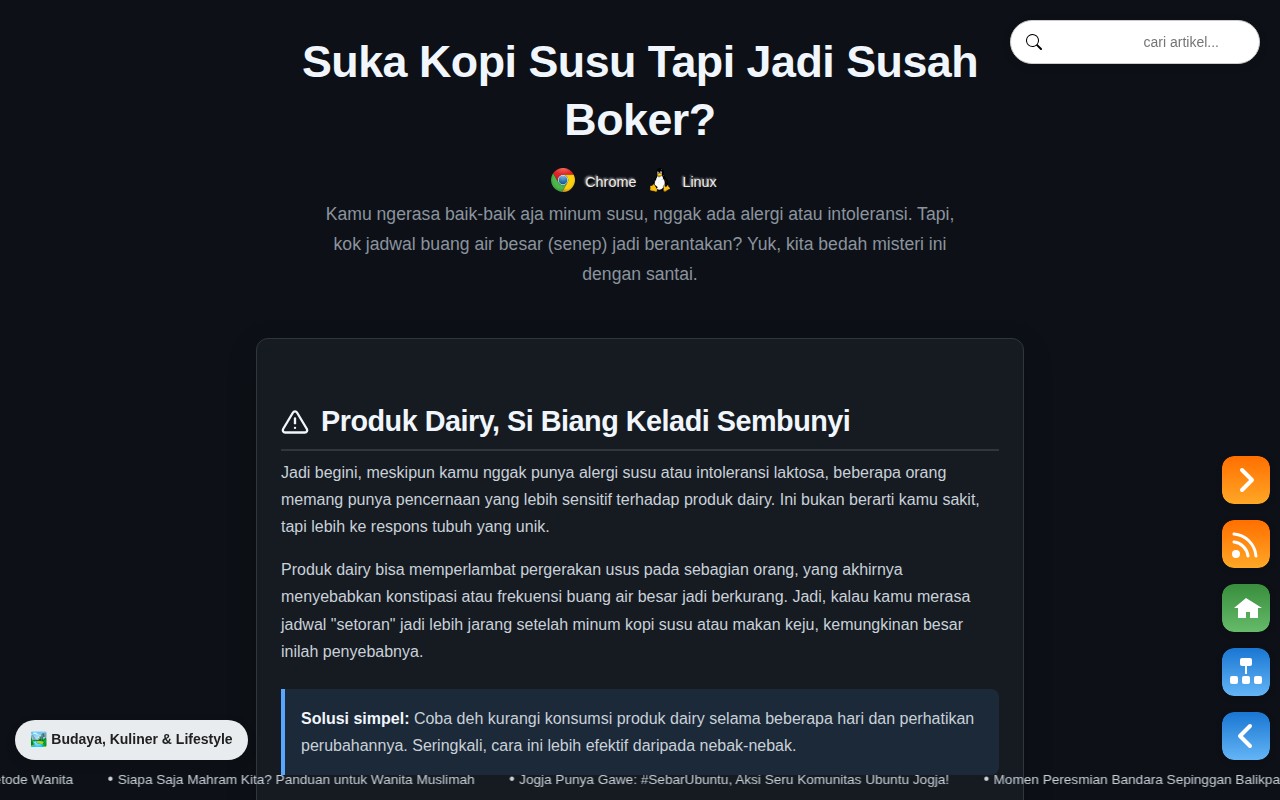 Suka Kopi Susu Tapi Jadi Susah
Boker?
cari artikel...
Chrome Linux
Kamu ngerasa baik-baik aja minum susu, nggak ada alergi atau intoleransi. Tapi,
kok jadwal buang air besar (senep) jadi berantakan? Yuk, kita bedah misteri ini
dengan santai.
Produk Dairy, Si Biang Keladi Sembunyi
Jadi begini, meskipun kamu nggak punya alergi susu atau intoleransi laktosa, beberapa orang
memang punya pencernaan yang lebih sensitif terhadap produk dairy. Ini bukan berarti kamu sakit,
tapi lebih ke respons tubuh yang unik.
Produk dairy bisa memperlambat pergerakan usus pada sebagian orang, yang akhirnya
menyebabkan konstipasi atau frekuensi buang air besar jadi berkurang. Jadi, kalau kamu merasa
jadwal "setoran" jadi lebih jarang setelah minum kopi susu atau makan keju, kemungkinan besar
inilah penyebabnya.
Solusi simpel: Coba deh kurangi konsumsi produk dairy selama beberapa hari dan perhatikan
perubahannya. Seringkali, cara ini lebih efektif daripada nebak-nebak.
Budaya, Kuliner & Lifestyle
tode Wanita • Siapa Saja Mahram Kita? Panduan untuk Wanita Muslimah • Jogja Punya Gawe: #SebarUbuntu, Aksi Seru Komunitas Ubuntu Jogja! • Momen Peresmian Bandara Sepinggan Balikpa